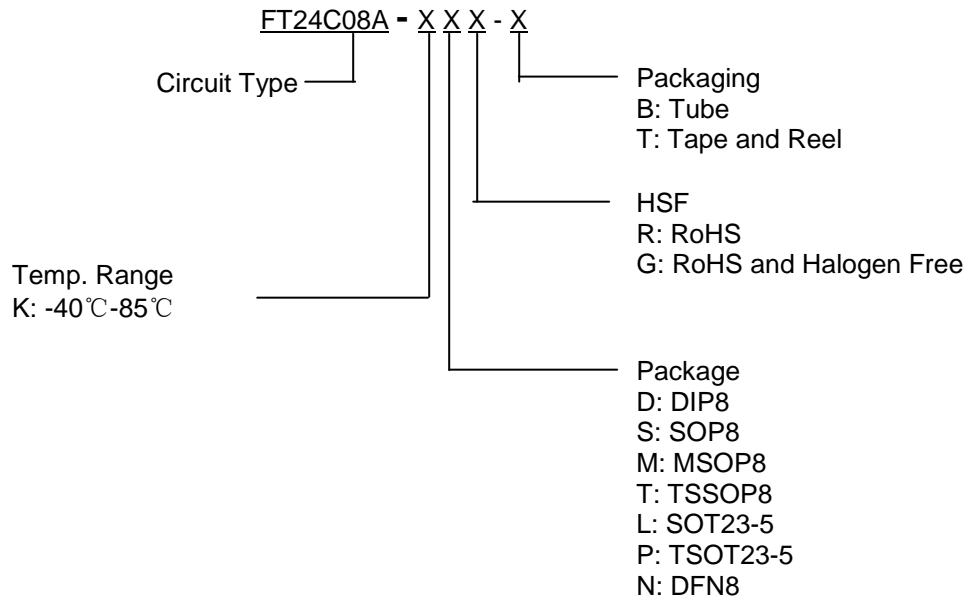 FT24C08A - X X X - X
Circuit Type
Packaging
B: Tube
T: Tape and Reel
HSF
R: RoHS
G: RoHS and Halogen Free
Temp. Range
K: -40℃-85℃
Package
D: DIP8
S: SOP8
M: MSOP8
T: TSSOP8
L: SOT23-5
P: TSOT23-5
N: DFN8